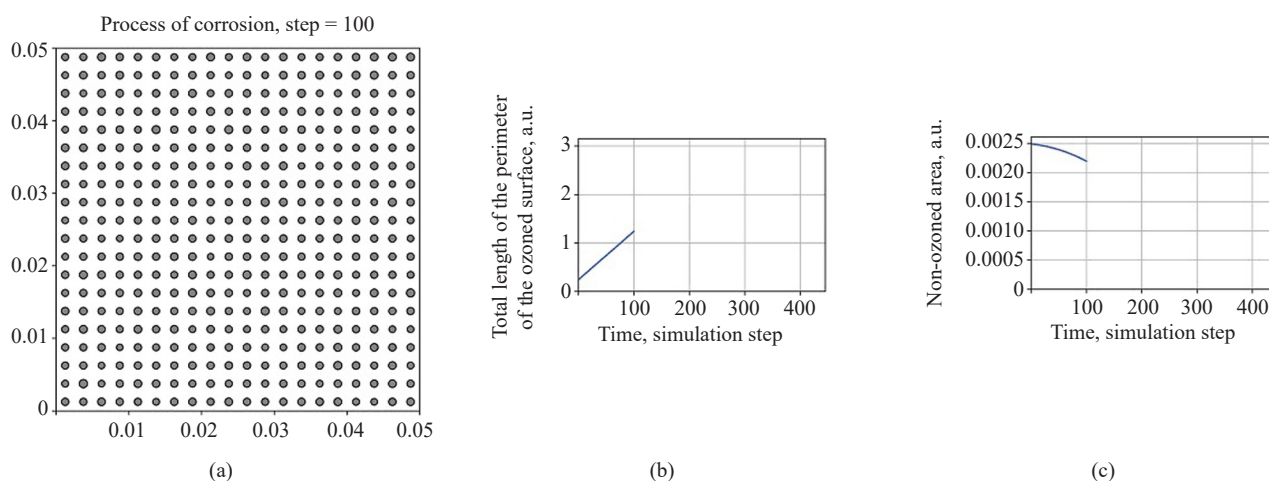 Process of corrosion, step = 100
0.05
0.04
0.03
0.02
0.01
0
0.01 0.02 0.03 0.04 0.05
(a)
Total length of the perimeter
of the ozoned surface, a.u.
3
2
1
0
100 200 300 400
Time, simulation step
(b)
Non-ozoned area, a.u.
0.0025
0.0020
0.0015
0.0010
0.0005
0
100 200 300 400
Time, simulation step
(c)